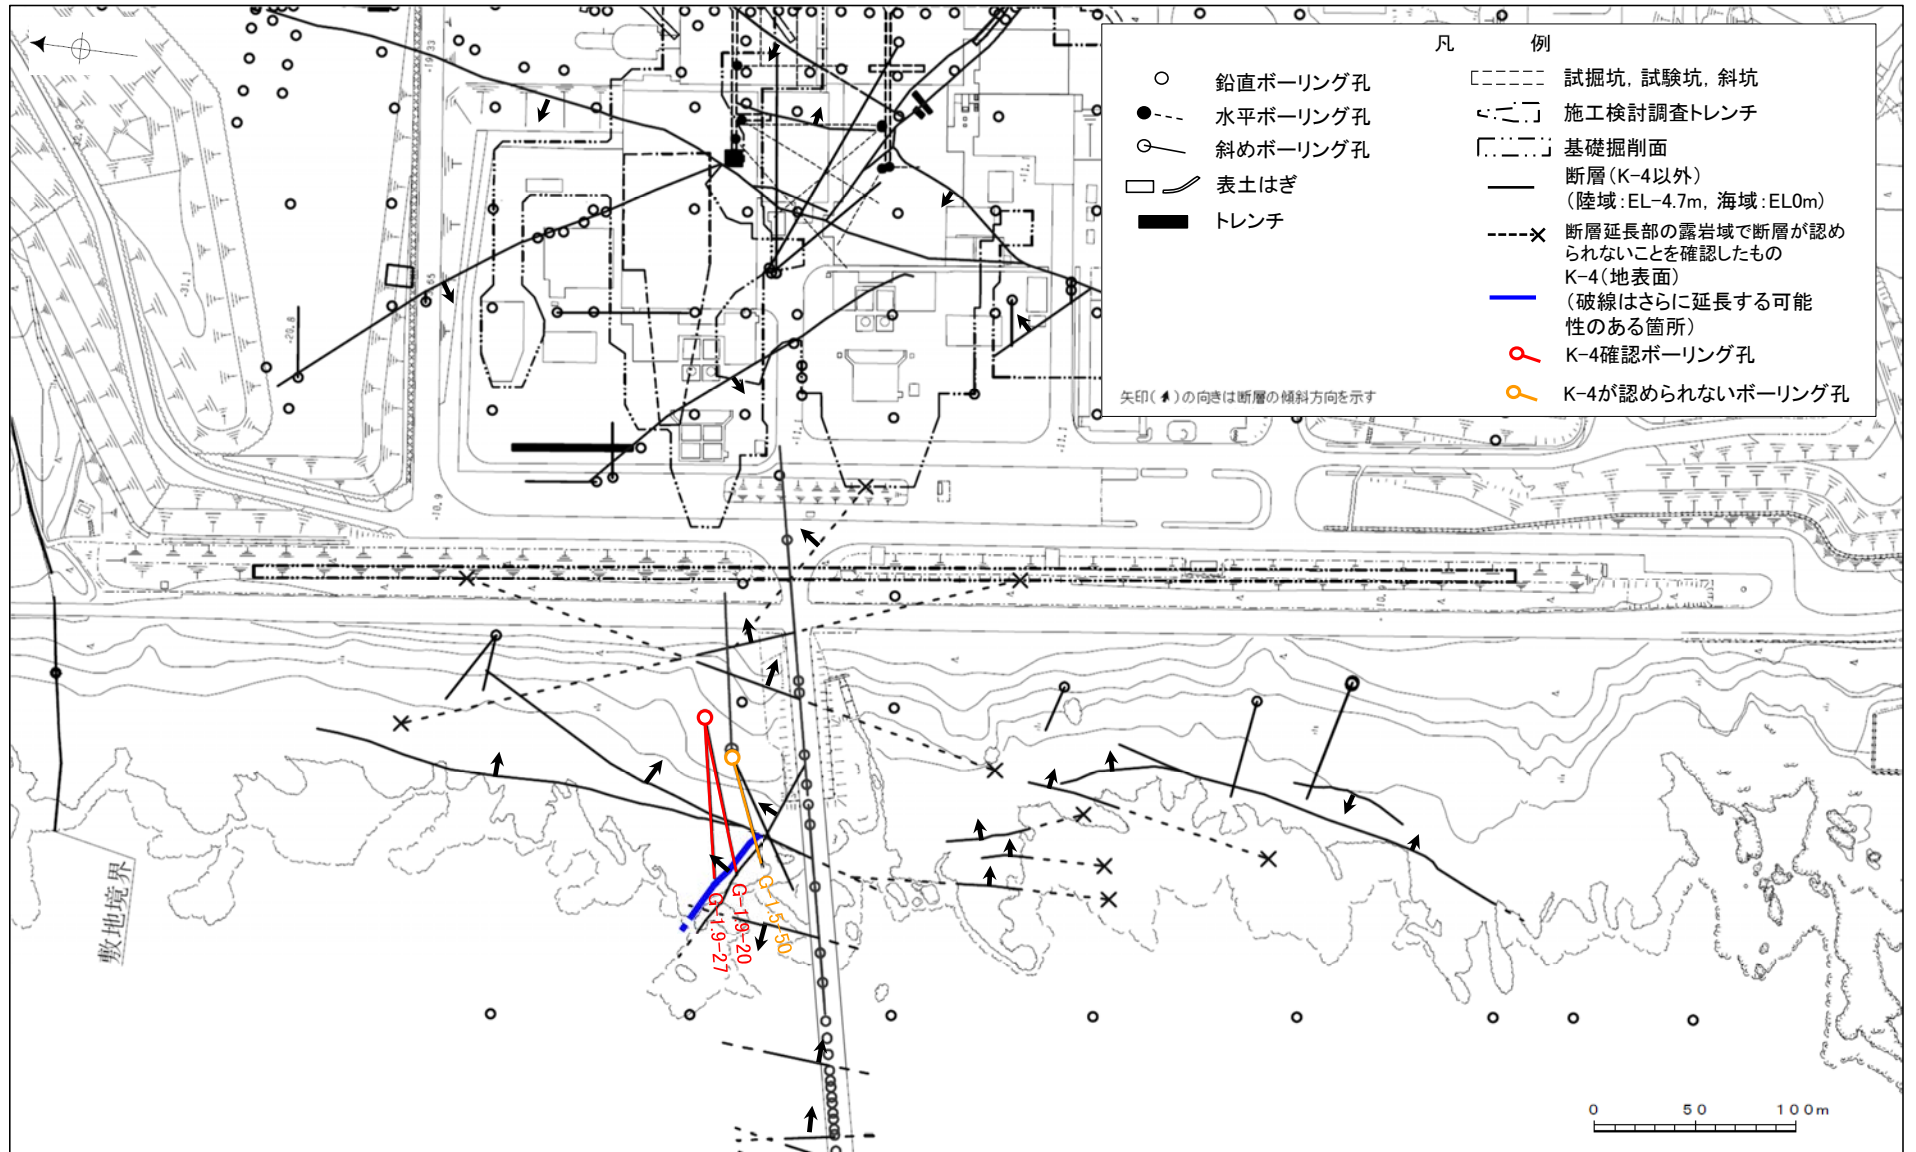 凡 例
鉛直ボーリング孔
水平ボーリング孔
斜めボーリング孔
表土はぎ
トレンチ
試掘坑, 試験坑, 斜坑
施工検討調査トレンチ
基礎掘削面
断層(K-4以外)
(陸域:EL-4.7m, 海域:EL0m)
断層延長部の露岩域で断層が認め
られないことを確認したもの
K-4(地表面)
(破線はさらに延長する可能
性のある箇所)
K-4確認ボーリング孔
K-4が認められないボーリング孔
矢印( )の向きは断層の傾斜方向を示す
敷地境界
G-1.9-27
G-1.9-20
G-1.5-50
0 50 100m